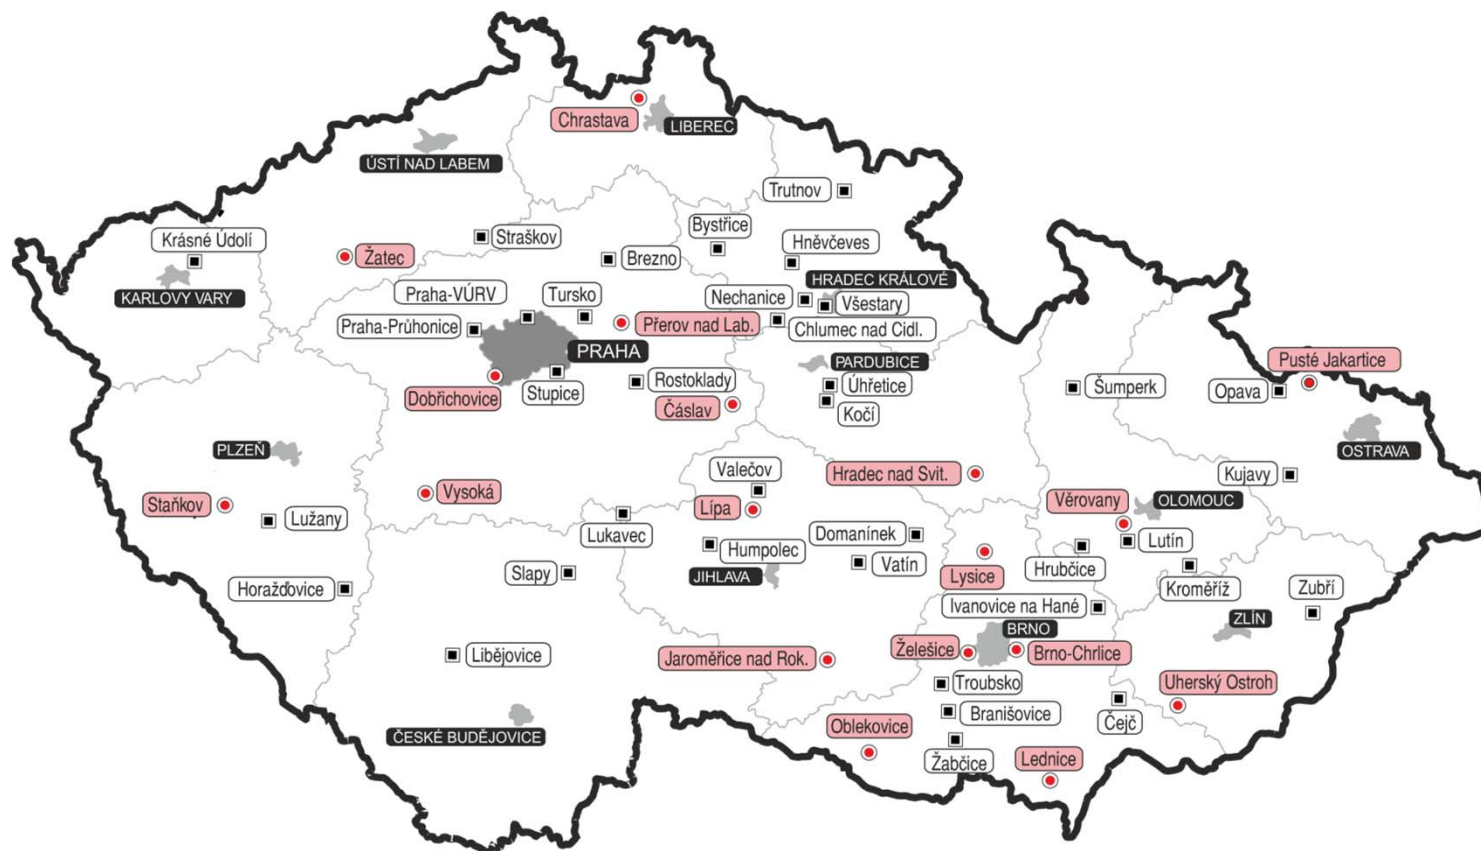 Chrastava
LIBEREC
ÚSTÍ NAD LABEM
Trutnov
Bystřice
Krásné Údolí
Straškov
Hněvčeves
Žatec
Brezno
HRADEC KRÁLOVÉ
KARLOVY VARY
Praha-VÚRV
Tursko
Nechanice
Všestary
Praha-Průhonice
Přerov nad Lab.
Chlumec nad Cidl.
PRAHA
PARDUBICE
Pusté Jakartice
Dobřichovice
Stupice
Rostoklady
Úhřetice
Šumperk
Opava
Čáslav
Kočí
PLZEŇ
OSTRAVA
Valečov
Hradec nad Svit.
Kujavy
Staňkov
Vysoká
Lípa
Věrovany
OLOMOUC
Lužany
Lukavec
Domanínek
Lutín
Humpolec
Vatín
Hrubčice
Slapy
JIHLAVA
Lysice
Kroměříž
Horažďovice
Ivanovice na Hané
Zubří
BRNO
ZLÍN
Libějovice
Jaroměřice nad Rok.
Želešice
Brno-Chrlice
Troubsko
Uherský Ostroh
Branišovice
Čejč
Oblekovice
ČESKÉ BUDĚJOVICE
Žabčice
Lednice